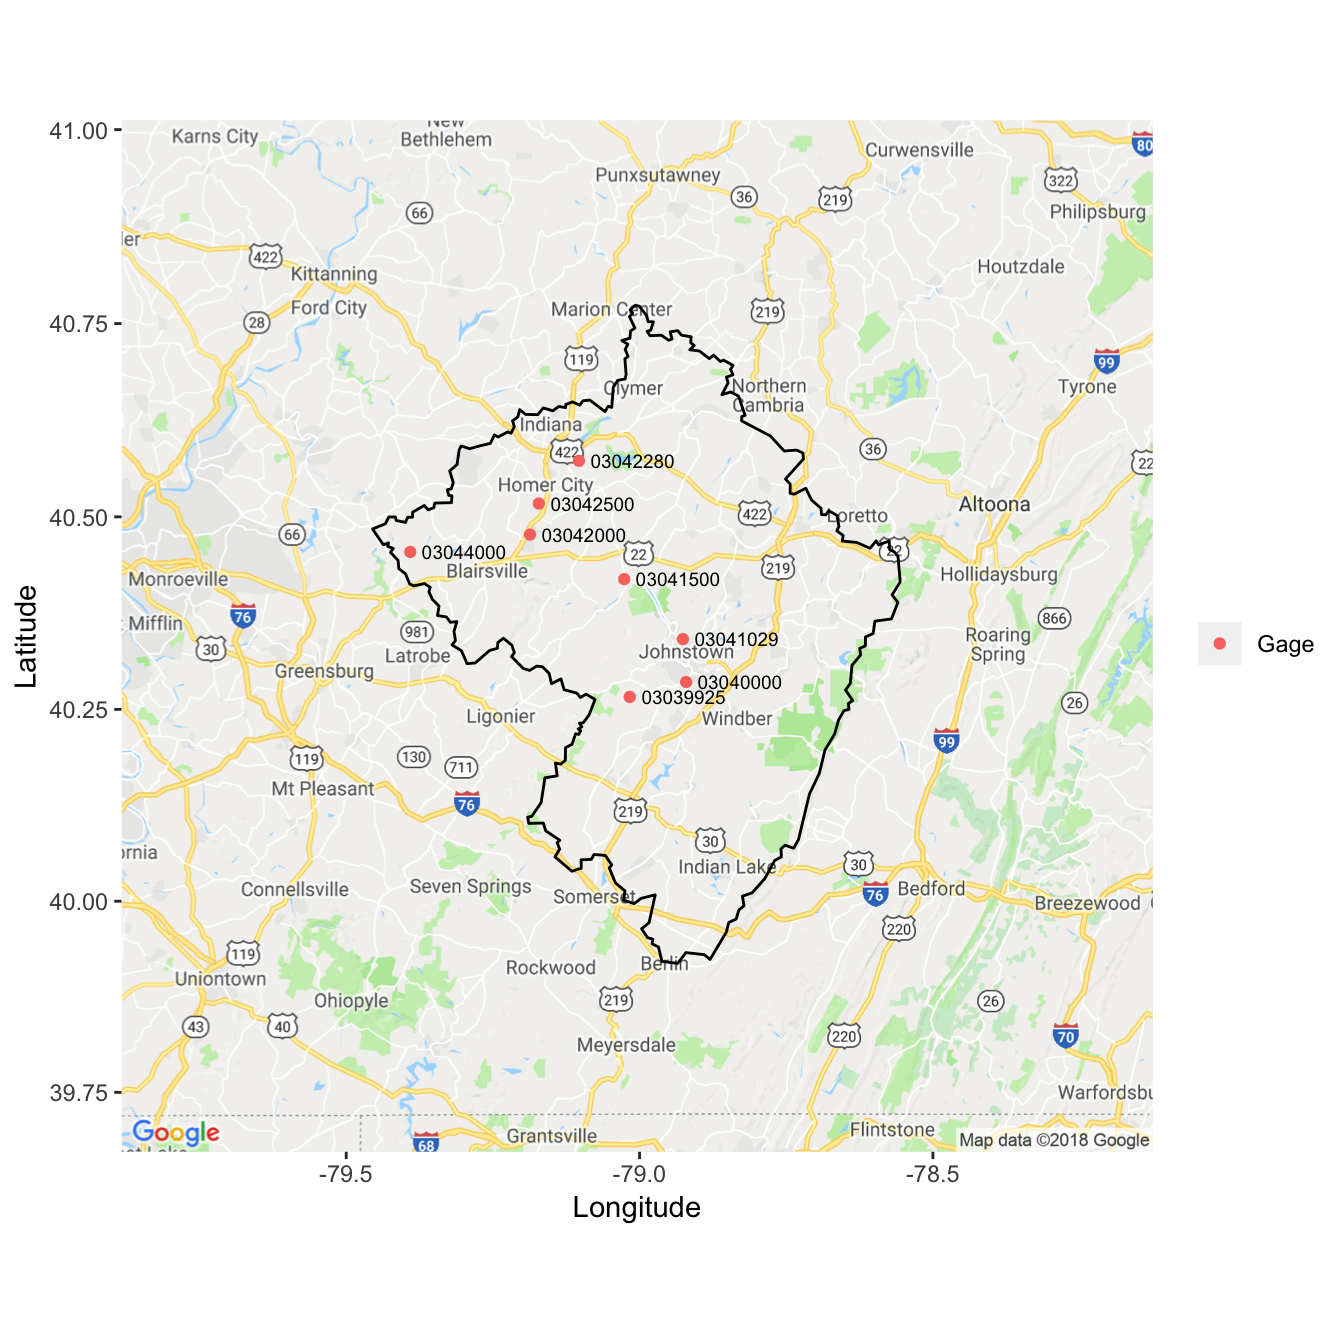 41.00
40.75
40.50
40.25
40.00
39.75
Latitude
-79.5
-79.0
-78.5
Longitude
Gage
Karns City
New
Bethlehem
Punxsutawney
Curwensville
80
322
36
219
66
Philipsburg
ler
422
Kittanning
Houtzdale
Ford City
Marion Center
219
28
119
99
Tyrone
Clymer
Northern
Cambria
Indiana
422
03042280
36
22
Homer City
03042500
422
Loretto
Altoona
66
03042000
03044000
22
22
Blairsville
219
Hollidaysburg
Monroeville
03041500
76
t Mifflin
981
866
30
Latrobe
03041029
Johnstown
Roaring
Spring
Greensburg
03040000
03039925
26
Ligonier
Windber
99
119
130
711
Mt Pleasant
76
219
30
ornia
Indian Lake
30
Connellsville
Seven Springs
Somerset
76
Bedford
Breezewood
220
119
Rockwood
Berlin
Uniontown
Ohiopyle
219
26
43
40
220
70
Meyersdale
Warfordsbu
Google
68
Grantsville
Flintstone
Map data ©2018 Google